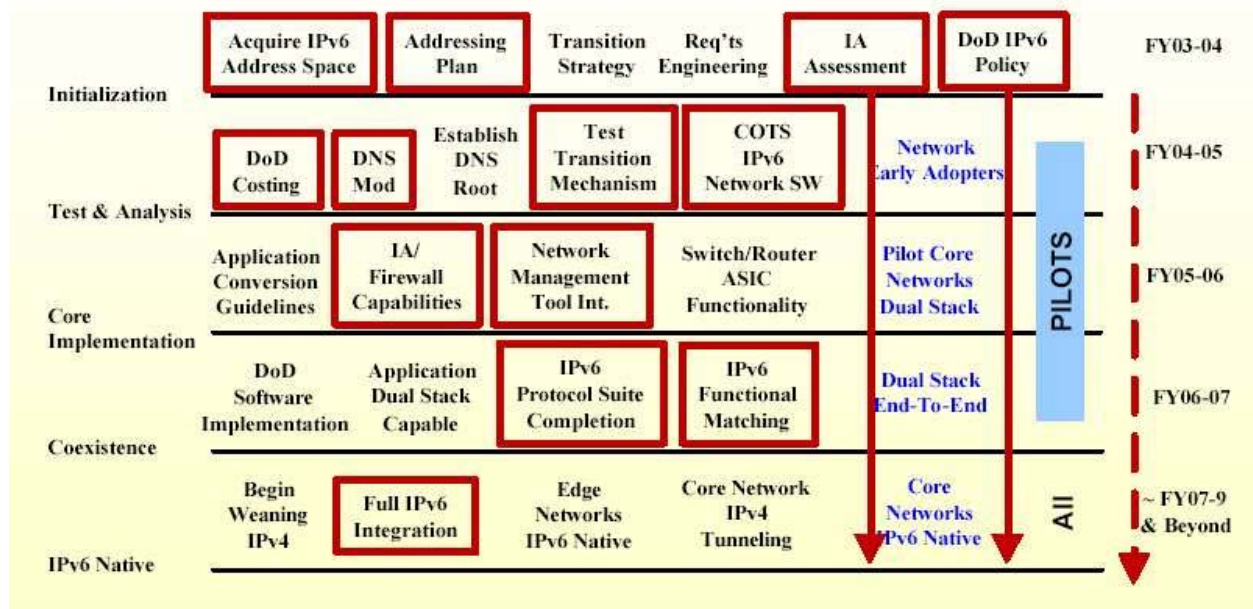 Acquire IPv6
Address Space
Addressing
Plan
Transition
Strategy
Req'ts
Engineering
IA
Assessment
DoD IPv6
Policy
FY03-04
Initialization
DoD
Costing
DNS
Mod
Establish
DNS
Root
Test
Transition
Mechanism
COTS
IPv6
Network SW
Network
Early Adopters
FY04-05
Test & Analysis
Application
Conversion
Guidelines
IA/
Firewall
Capabilities
Network
Management
Tool Int.
Switch/Router
ASIC
Functionality
Pilot Core
Networks
Dual Stack
PILOTS
FY05-06
Core
Implementation
DoD
Software
Implementation
Application
Dual Stack
Capable
IPv6
Protocol Suite
Completion
IPv6
Functional
Matching
Dual Stack
End-To-End
FY06-07
Coexistence
Begin
Weaning
IPv4
Full IPv6
Integration
Edge
Networks
IPv6 Native
Core Network
IPv4
Tunneling
Core
Networks
IPv6 Native
All
~ FY07-9
& Beyond
IPv6 Native